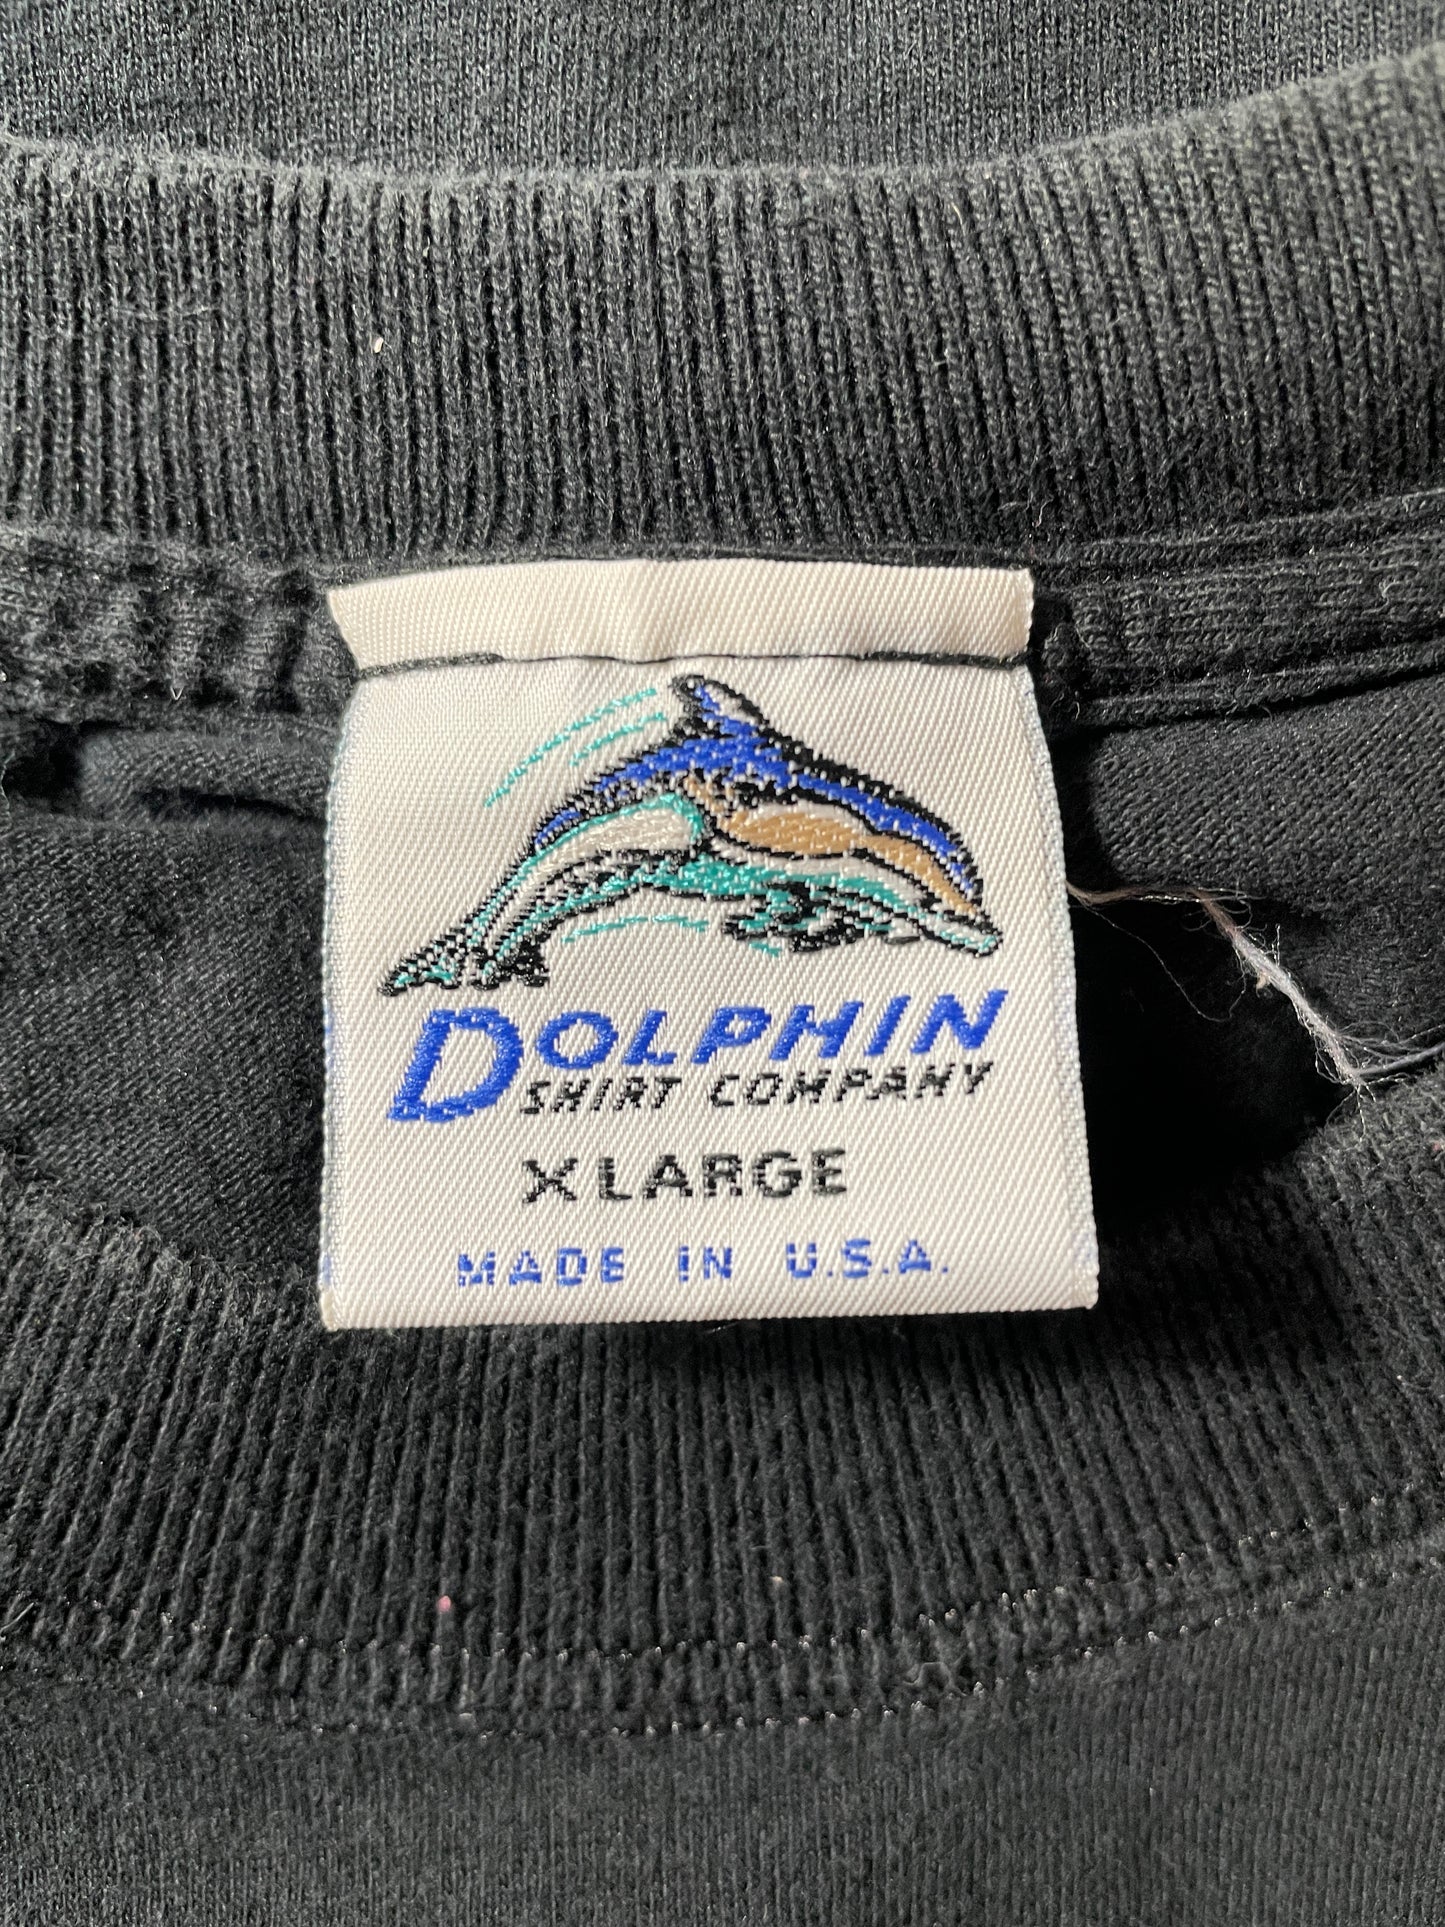 DOLPHIN
SHIRT COMPANY
X LARGE
MADE IN U.S.A.